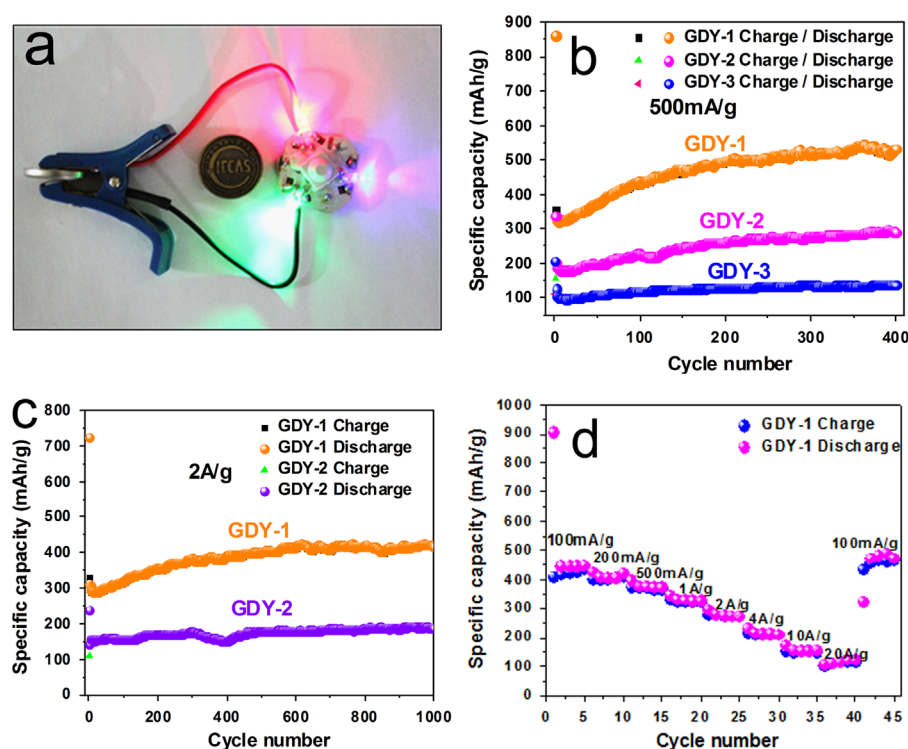 a
ICCAS
b
GDY-1 Charge / Discharge
GDY-2 Charge / Discharge
GDY-3 Charge / Discharge
500mA/g
GDY-1
GDY-2
GDY-3
Specific capacity (mAh/g)
900
800
700
600
500
400
300
200
100
0 100 200 300 400
Cycle number
c
GDY-1 Charge
GDY-1 Discharge
GDY-2 Charge
GDY-2 Discharge
2A/g
GDY-1
GDY-2
Specific capacity (mAh/g)
800
700
600
500
400
300
200
100
0
0 200 400 600 800 1000
Cycle number
d
GDY-1 Charge
GDY-1 Discharge
100mA/g
200mA/g
500mA/g
1A/g
2A/g
4A/g
10A/g
20A/g
100mA/g
Specific capacity (mAh/g)
1000
900
800
700
600
500
400
300
200
100
0
0 5 10 15 20 25 30 35 40 45
Cycle number